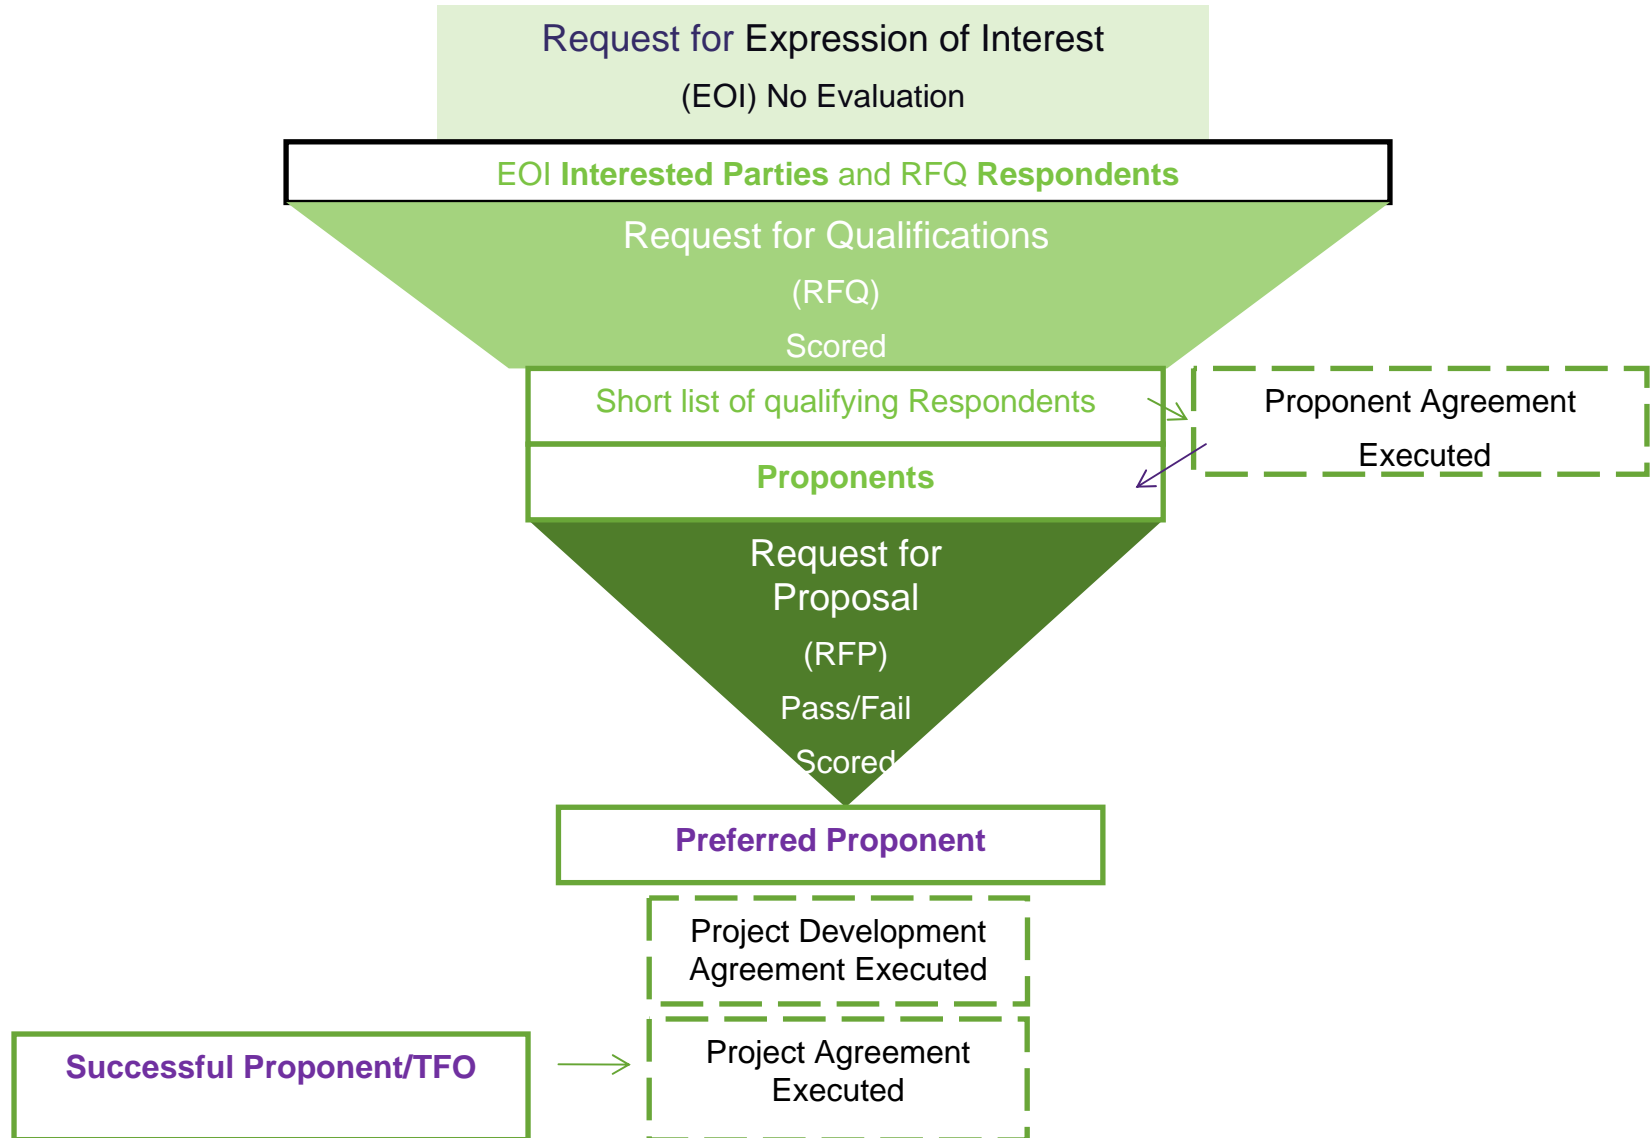 Request for Expression of Interest
(EOI) No Evaluation
EOI Interested Parties and RFQ Respondents
Request for Qualifications
(RFQ)
Scored
Short list of qualifying Respondents
Proponent Agreement
Executed
Proponents
Request for
Proposal
(RFP)
Pass/Fail
Scored
Preferred Proponent
Project Development
Agreement Executed
Successful Proponent/TFO
Project Agreement
Executed